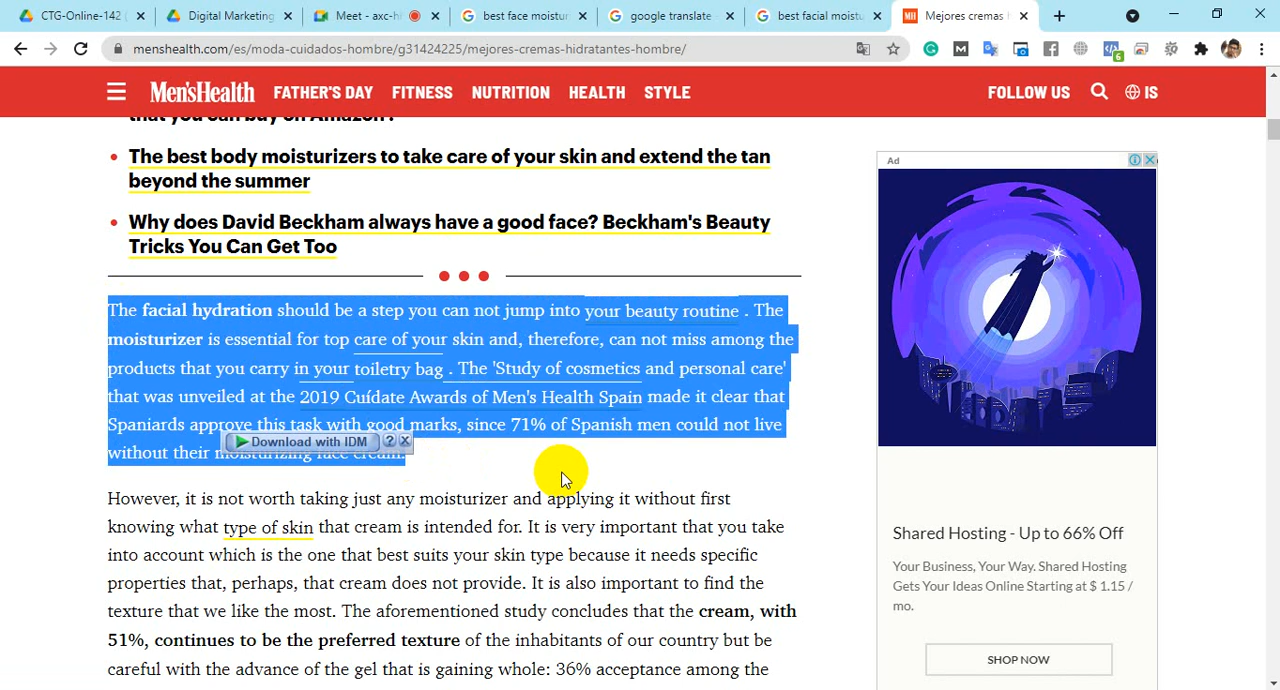 CTG-Online-142
Digital Marketing
Meet - axc-h
best face moistur
google translate -
best facial moistu
Mejores cremas
menshealth.com/es/moda-cuidados-hombre/g31424225/mejores-cremas-hidratantes-hombre/
6
Men'sHealth
FATHER'S DAY
FITNESS
NUTRITION
HEALTH
STYLE
FOLLOW US
IS
that you can buy on Amazon .
The best body moisturizers to take care of your skin and extend the tan
beyond the summer
Why does David Beckham always have a good face? Beckham's Beauty
Tricks You Can Get Too
The facial hydration should be a step you can not jump into your beauty routine . The
moisturizer is essential for top care of your skin and, therefore, can not miss among the
products that you carry in your toiletry bag . The 'Study of cosmetics and personal care'
that was unveiled at the 2019 Cuídate Awards of Men's Health Spain made it clear that
Spaniards approve this task with good marks, since 71% of Spanish men could not live
Download with IDM
without their moisturizing face cream.
However, it is not worth taking just any moisturizer and applying it without first
knowing what type of skin that cream is intended for. It is very important that you take
into account which is the one that best suits your skin type because it needs specific
properties that, perhaps, that cream does not provide. It is also important to find the
texture that we like the most. The aforementioned study concludes that the cream, with
51%, continues to be the preferred texture of the inhabitants of our country but be
careful with the advance of the gel that is gaining whole: 36% acceptance among the
Ad
Shared Hosting - Up to 66% Off
Your Business, Your Way. Shared Hosting
Gets Your Ideas Online Starting at $ 1.15 /
mo.
SHOP NOW